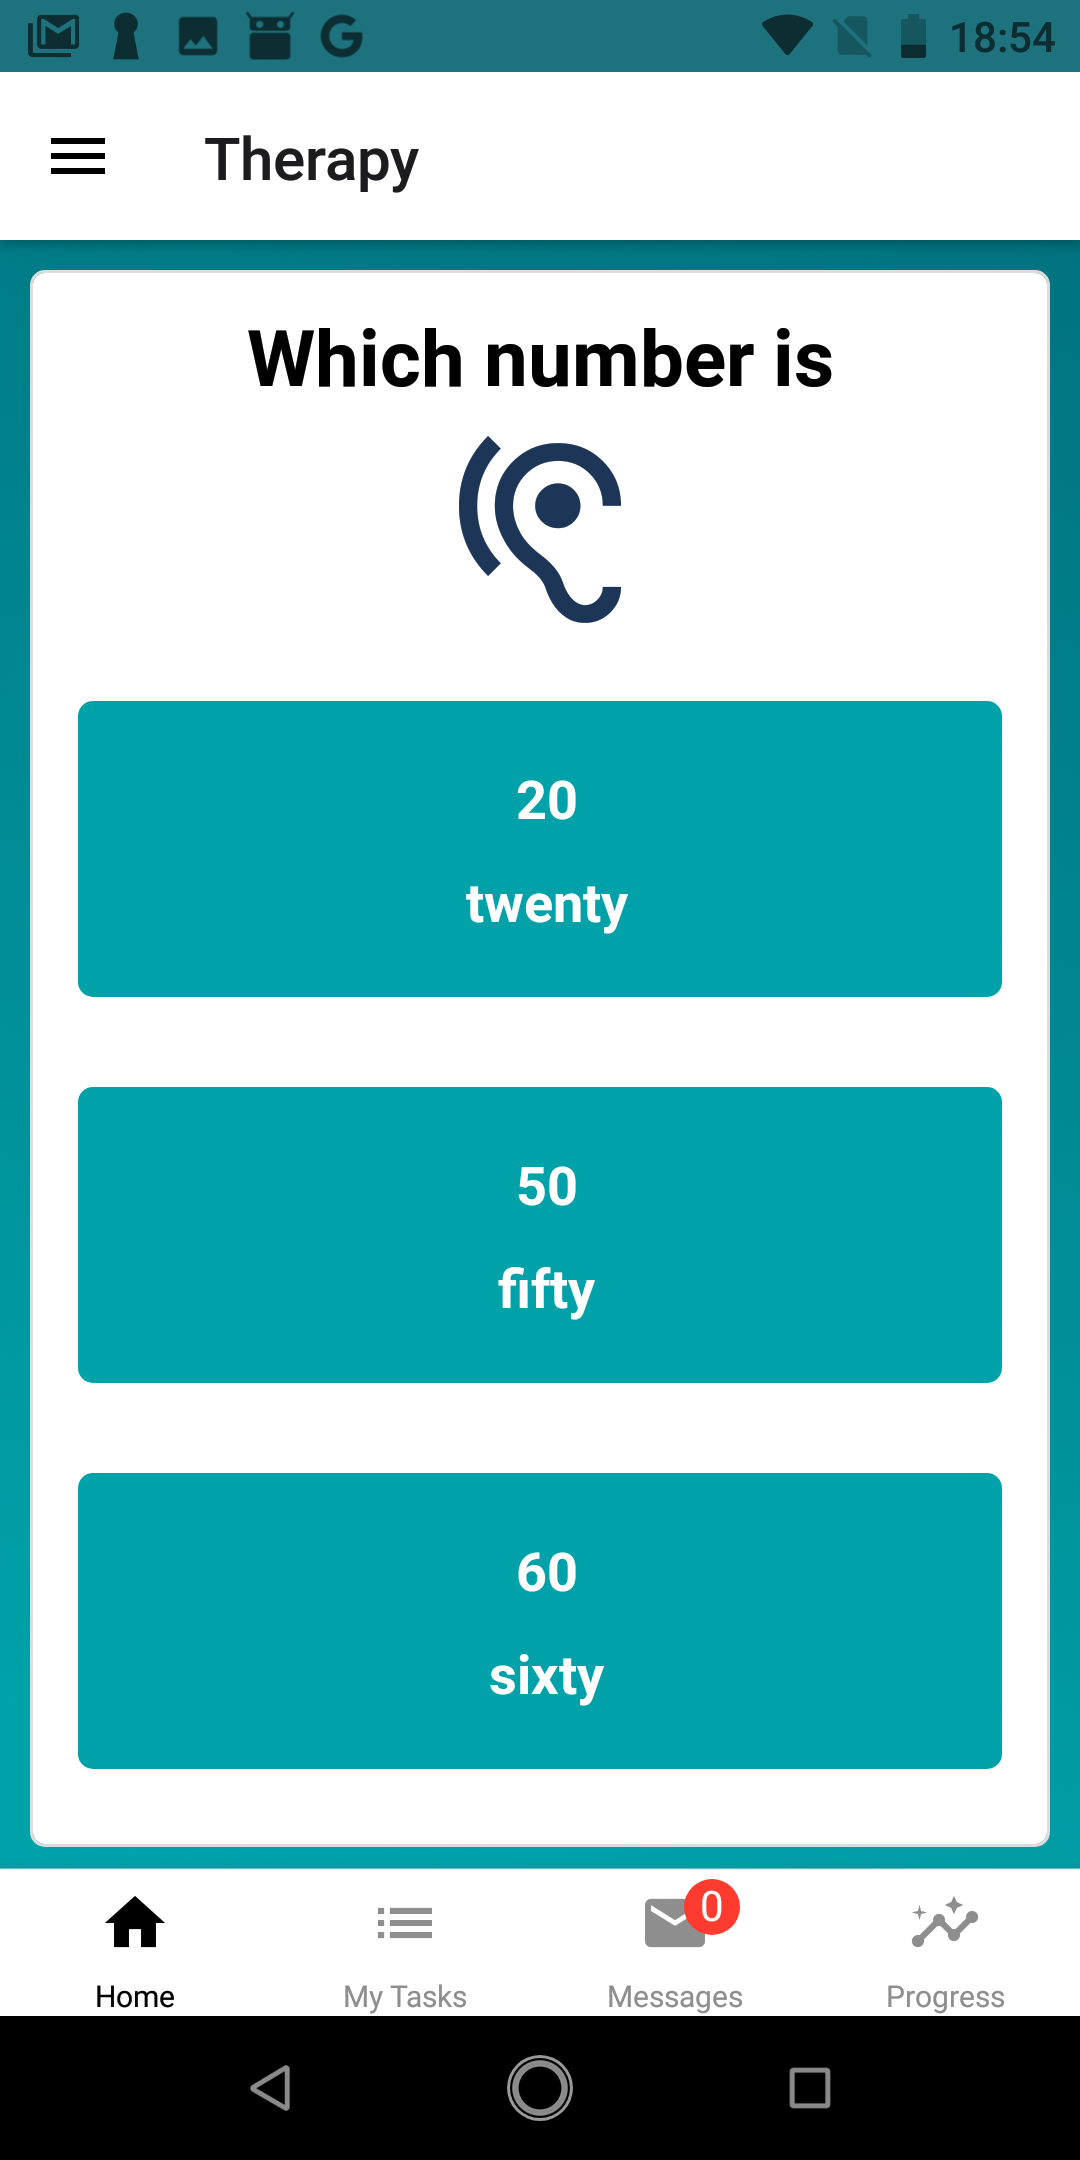 18:54
Therapy
Which number is
20
twenty
50
fifty
60
sixty
0
Home
My Tasks
Messages
Progress